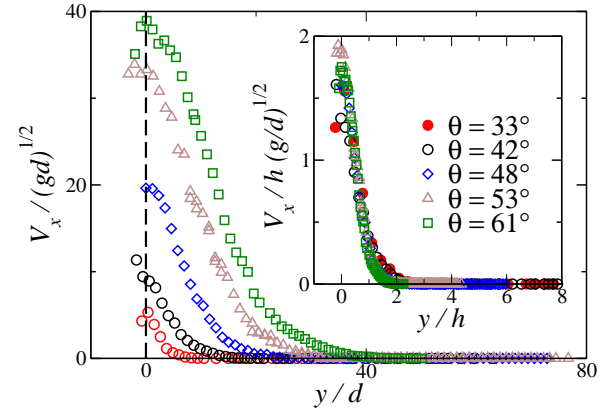 40
20
0
V_x / (gd)^{1/2}
0
40
80
y / d
2
1
0
V_x / h (g/d)^{1/2}
0
2
4
6
8
y / h
θ = 33°
θ = 42°
θ = 48°
θ = 53°
θ = 61°